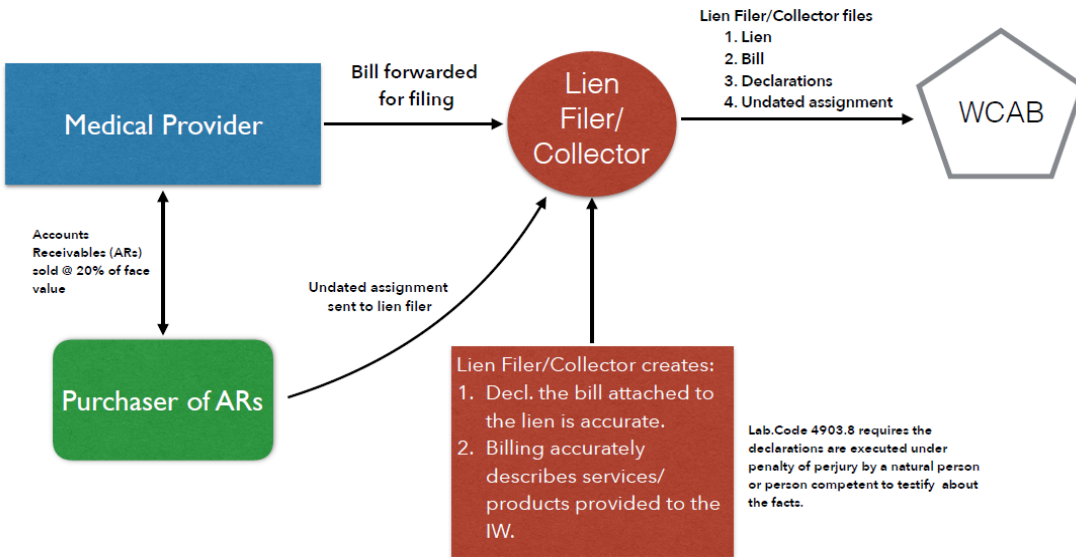 Lien Filer/Collector files
1. Lien
2. Bill
3. Declarations
4. Undated assignment
Bill forwarded
for filing
Medical Provider
Lien
Filer/
Collector
WCAB
Accounts
Receivables (ARs)
sold @ 20% of face
value
Undated assignment
sent to lien filer
Purchaser of ARs
Lien Filer/Collector creates:
1. Decl. the bill attached to
the lien is accurate.
2. Billing accurately
describes services/
products provided to the
IW.
Lab.Code 4903.8 requires the
declarations are executed under
penalty of perjury by a natural person
or person competent to testify about
the facts.